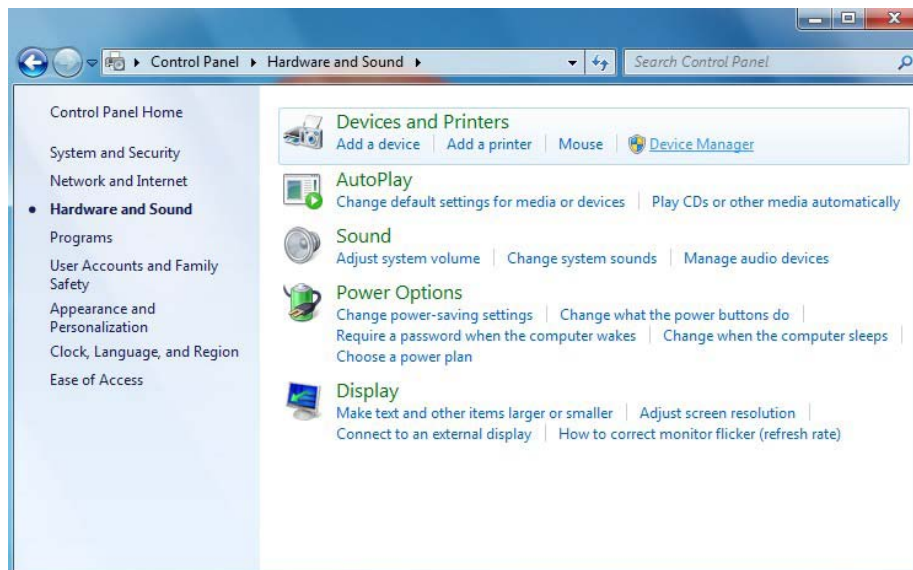 Control Panel Hardware and Sound
Search Control Panel
Control Panel Home
System and Security
Network and Internet
Hardware and Sound
Programs
User Accounts and Family
Safety
Appearance and
Personalization
Clock, Language, and Region
Ease of Access
Devices and Printers
Add a device Add a printer Mouse Device Manager
AutoPlay
Change default settings for media or devices Play CDs or other media automatically
Sound
Adjust system volume Change system sounds Manage audio devices
Power Options
Change power-saving settings Change what the power buttons do
Require a password when the computer wakes Change when the computer sleeps
Choose a power plan
Display
Make text and other items larger or smaller Adjust screen resolution
Connect to an external display How to correct monitor flicker (refresh rate)